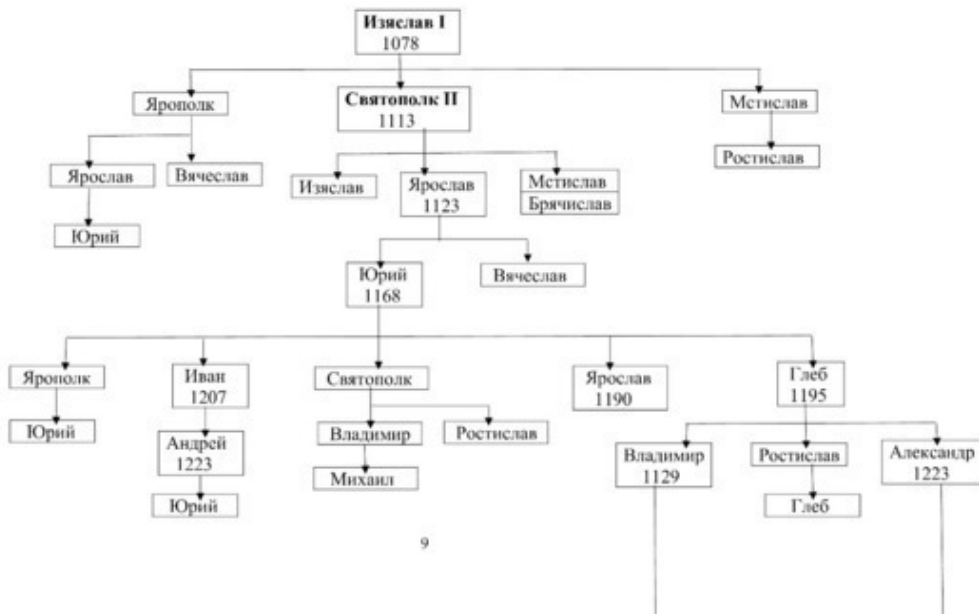 Изяслав I
1078
Ярополк
Святополк II
1113
Мстислав
Ярослав
Вячеслав
Изяслав
Ярослав
1123
Мстислав
Брячислав
Ростислав
Юрий
Юрий
1168
Вячеслав
Ярополк
Иван
1207
Святополк
Ярослав
1190
Глеб
1195
Юрий
Андрей
1223
Владимир
Ростислав
Владимир
1129
Ростислав
Александр
1223
Юрий
Михаил
Глеб
9